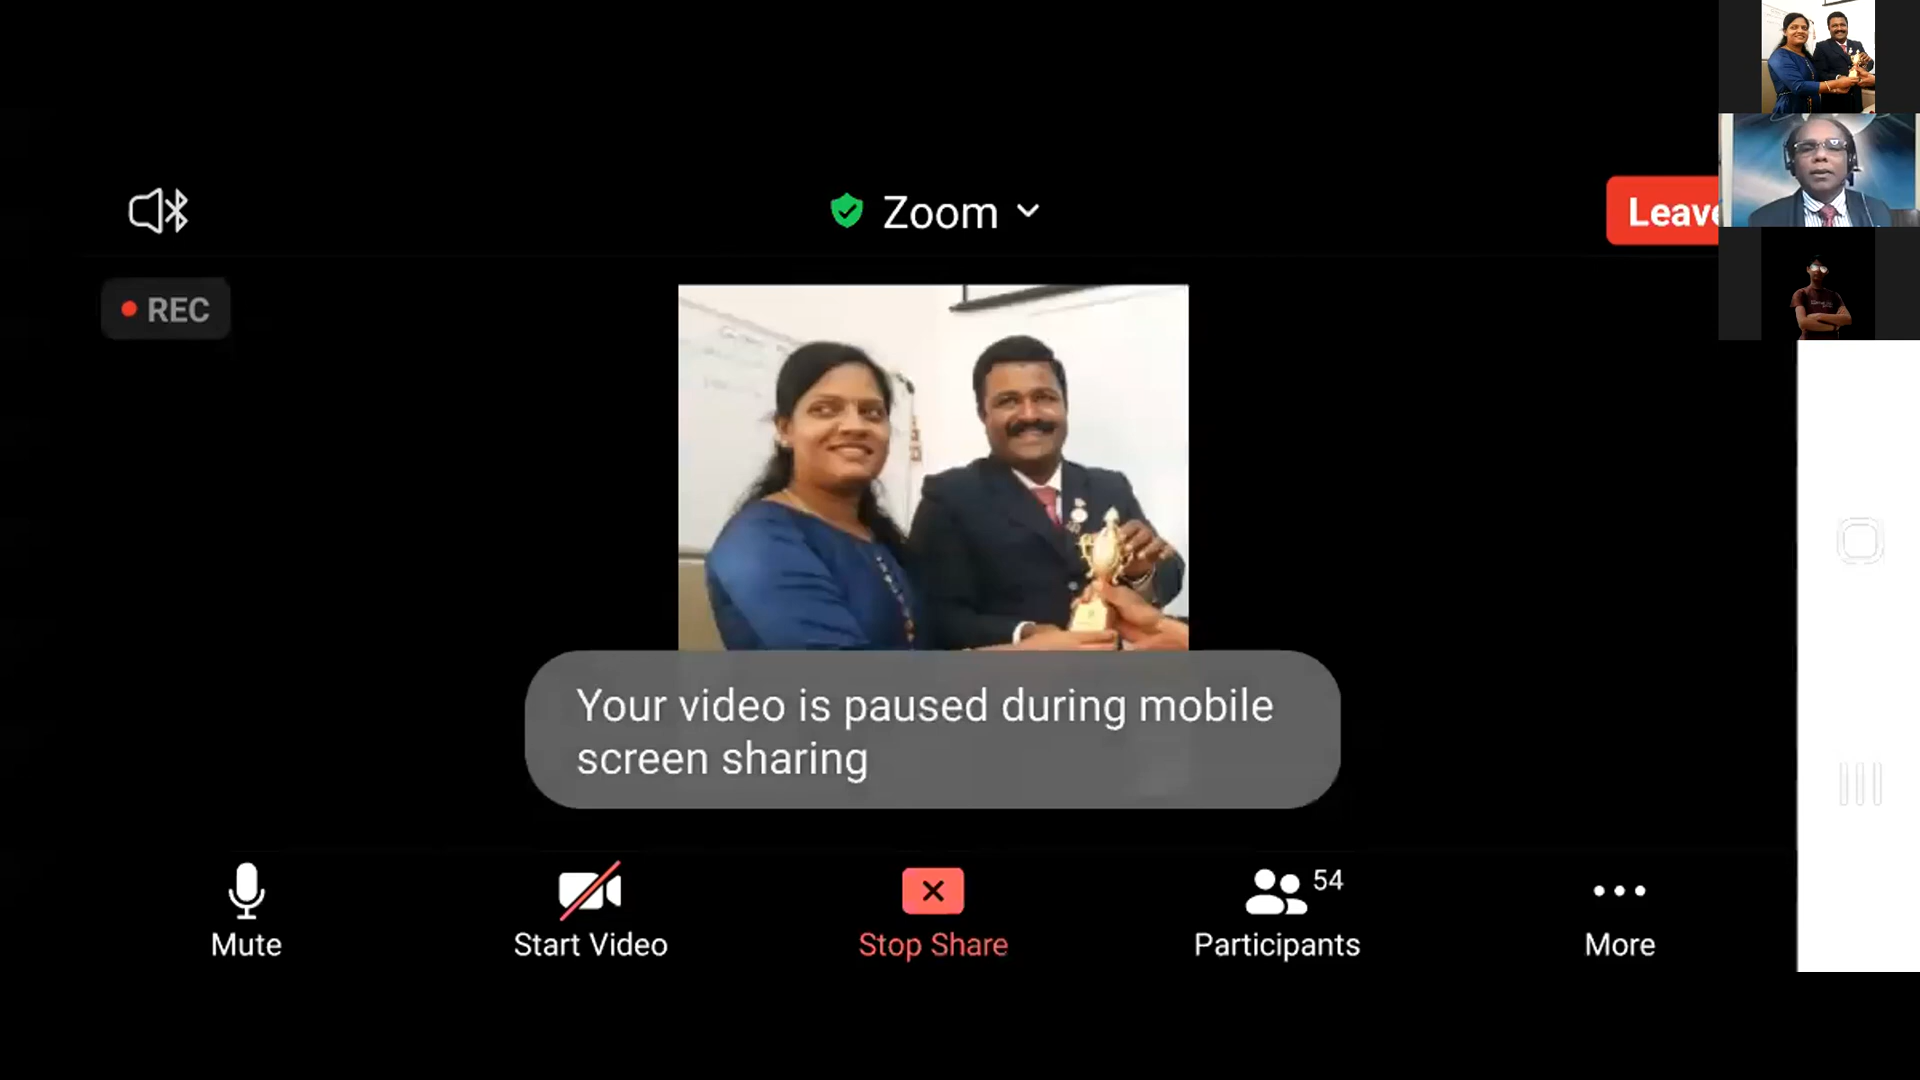 Zoom
Leave
REC
Your video is paused during mobile
screen sharing
54
Mute
Start Video
Stop Share
Participants
More